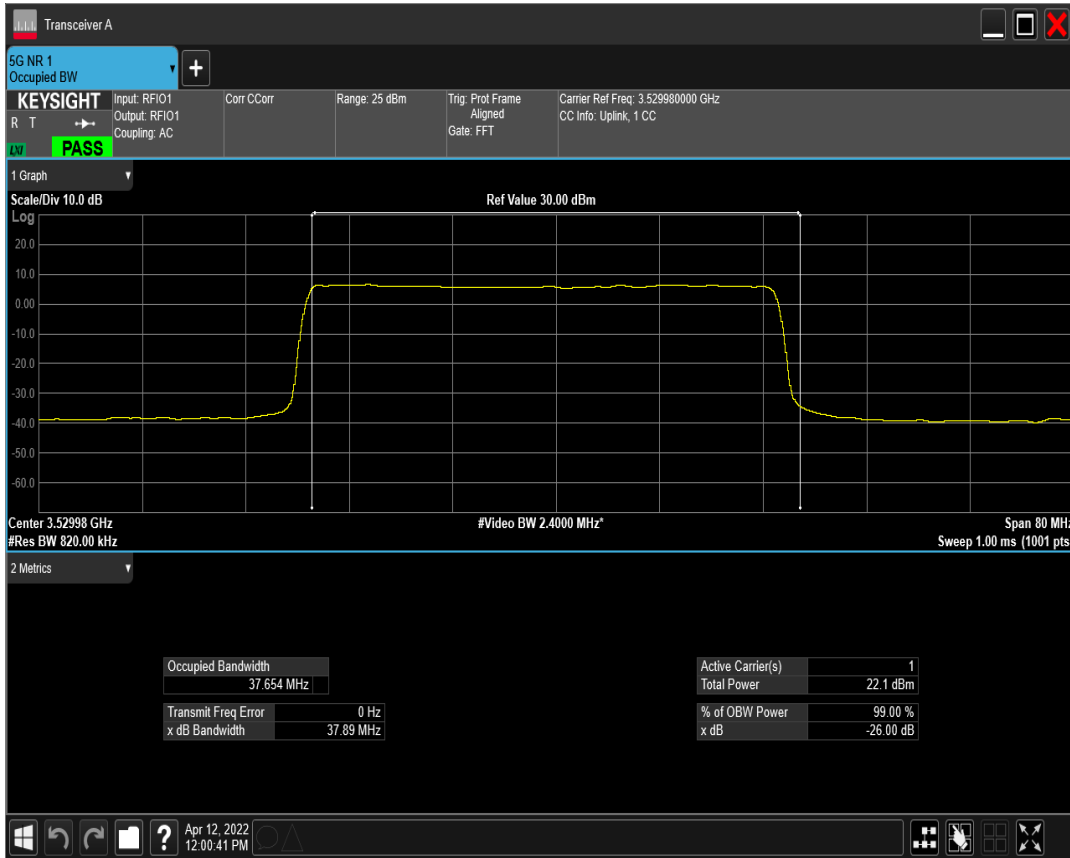 Transceiver A
5G NR 1
Occupied BW
KEYSIGHT
R T
LXI
PASS
Input: RFIO1
Output: RFIO1
Coupling: AC
Corr CCorr
Range: 25 dBm
Trig: Prot Frame
Aligned
Gate: FFT
Carrier Ref Freq: 3.529980000 GHz
CC Info: Uplink, 1 CC
1 Graph
Scale/Div 10.0 dB
Ref Value 30.00 dBm
Log
20.0
10.0
0.00
-10.0
-20.0
-30.0
-40.0
-50.0
-60.0
Center 3.52998 GHz
#Video BW 2.4000 MHz*
Span 80 MHz
#Res BW 820.00 kHz
Sweep 1.00 ms (1001 pts
2 Metrics
Occupied Bandwidth
37.654 MHz
Transmit Freq Error 0 Hz
x dB Bandwidth 37.89 MHz
Active Carrier(s) 1
Total Power 22.1 dBm
% of OBW Power 99.00 %
x dB -26.00 dB
?
Apr 12, 2022
12:00:41 PM